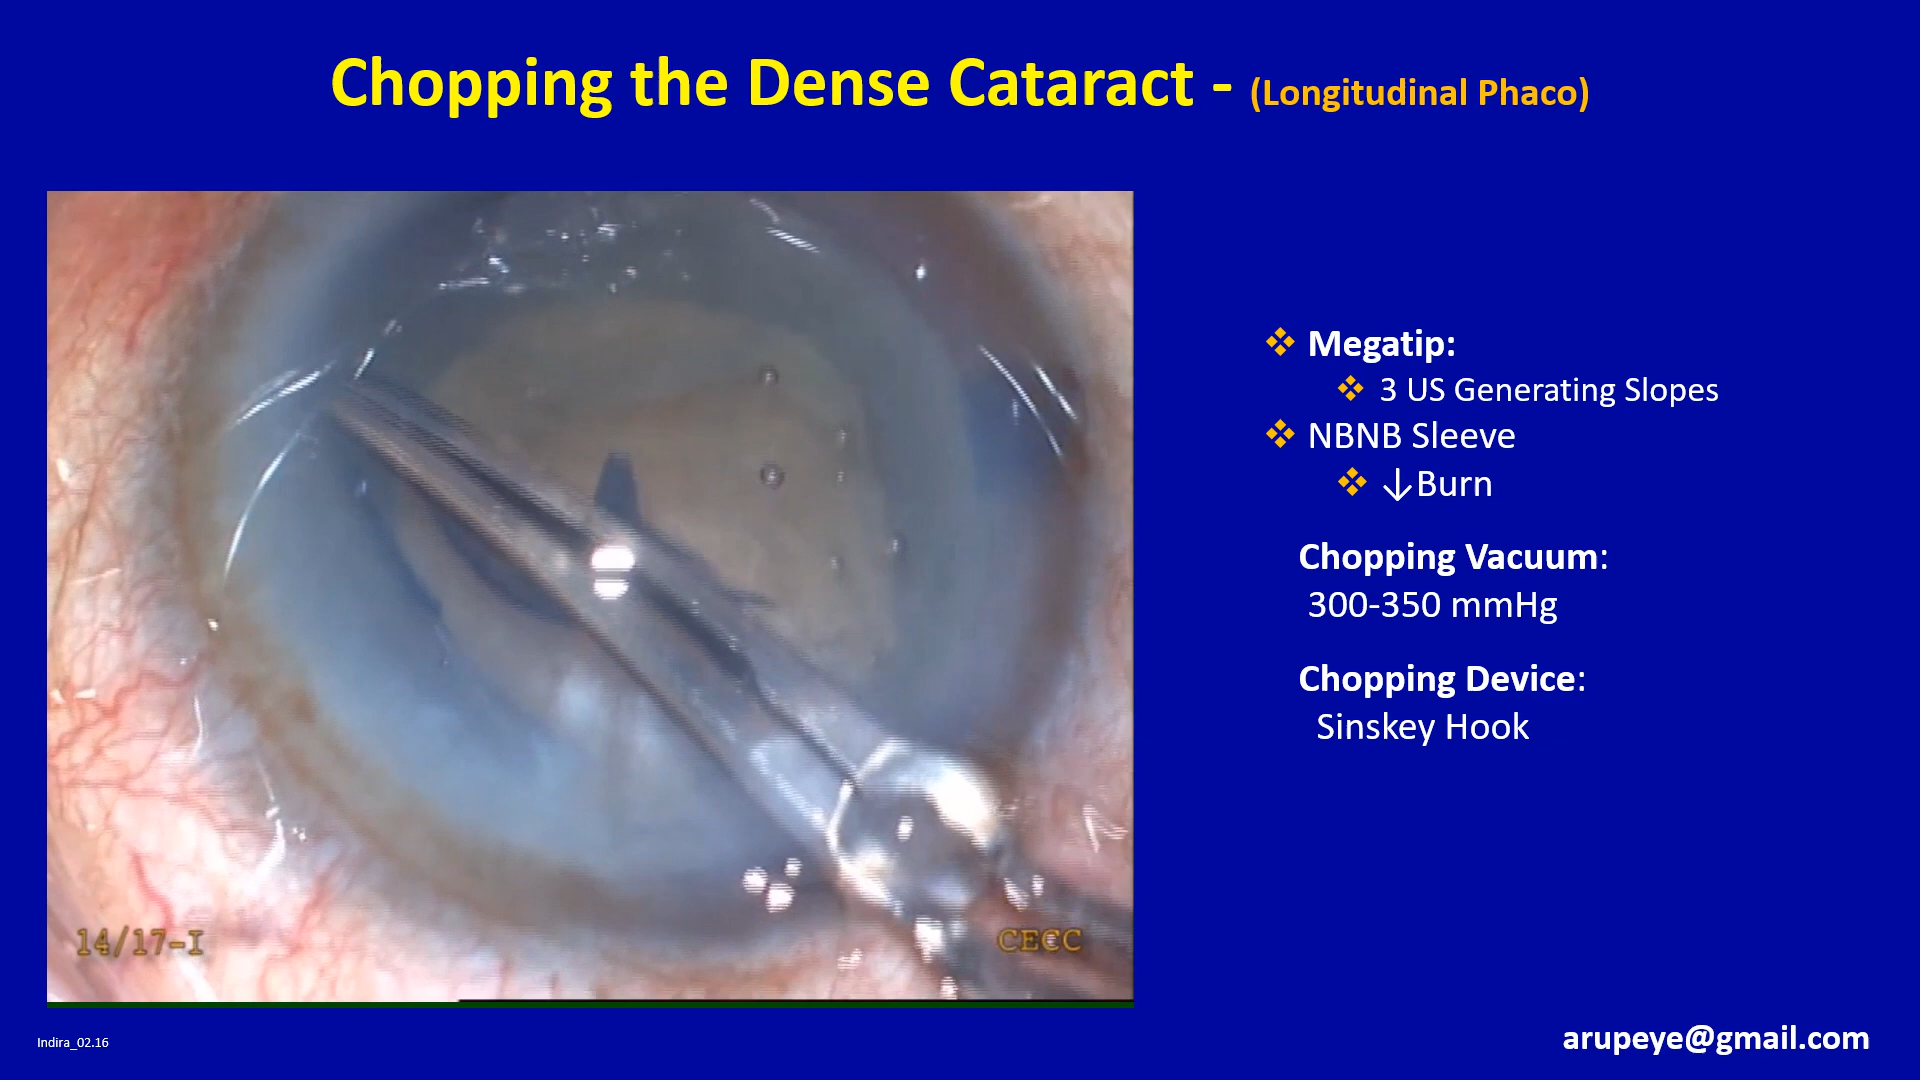 Chopping the Dense Cataract - (Longitudinal Phaco)
❖ Megatip:
❖ 3 US Generating Slopes
❖ NBNB Sleeve
❖ ↓Burn
Chopping Vacuum:
300-350 mmHg
Chopping Device:
Sinskey Hook
14/17-I
CECC
Indira_02.16
arupeye@gmail.com